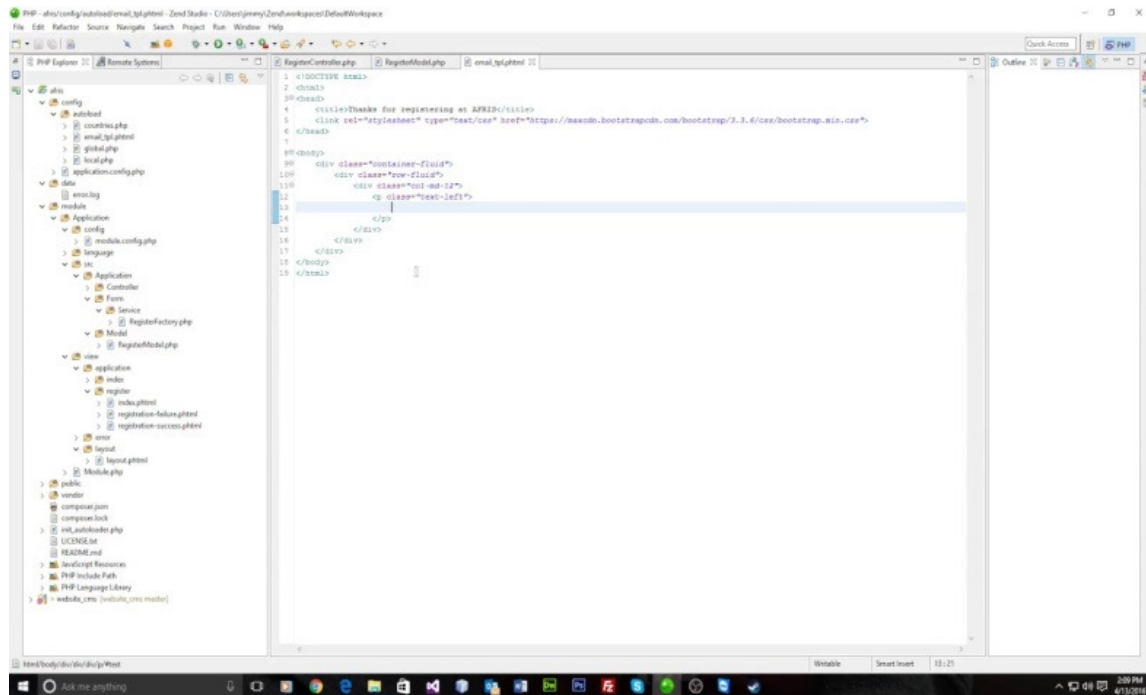 PHP - afris/config/autoload/email_tpl.phtml - Zend Studio - C:\Users\jimmy\Zend\workspaces\DefaultWorkspace
File Edit Refactor Source Navigate Search Project Run Window Help
Quick Access
PHP
PHP Explorer
Remote Systems
RegisterController.php
RegisterModel.php
email_tpl.phtml
Outline
afris
config
autoload
countries.php
email_tpl.phtml
global.php
local.php
application.config.php
data
error.log
module
Application
config
module.config.php
language
src
Application
Controller
Form
Service
RegisterFactory.php
Model
RegisterModel.php
view
application
index
register
index.phtml
registration-failure.phtml
registration-success.phtml
error
layout
layout.phtml
Module.php
public
vendor
composer.json
composer.lock
init_autoloader.php
LICENSE.txt
README.md
JavaScript Resources
PHP Include Path
PHP Language Library
> website_cms [website_cms master]
1 <!DOCTYPE html>
2 <html>
3 <head>
4 <title>Thanks for registering at AFRIS</title>
5 <link rel="stylesheet" type="text/css" href="https://maxcdn.bootstrapcdn.com/bootstrap/3.3.6/css/bootstrap.min.css">
6 </head>
7
8 <body>
9 <div class="container-fluid">
10 <div class="row-fluid">
11 <div class="col-md-12">
12 <p class="text-left">
13
14 </p>
15 </div>
16 </div>
17 </div>
18 </body>
19 </html>
html/body/div/div/div/p/#text
Writable
Smart Insert
13 : 21
Ask me anything
2:09 PM